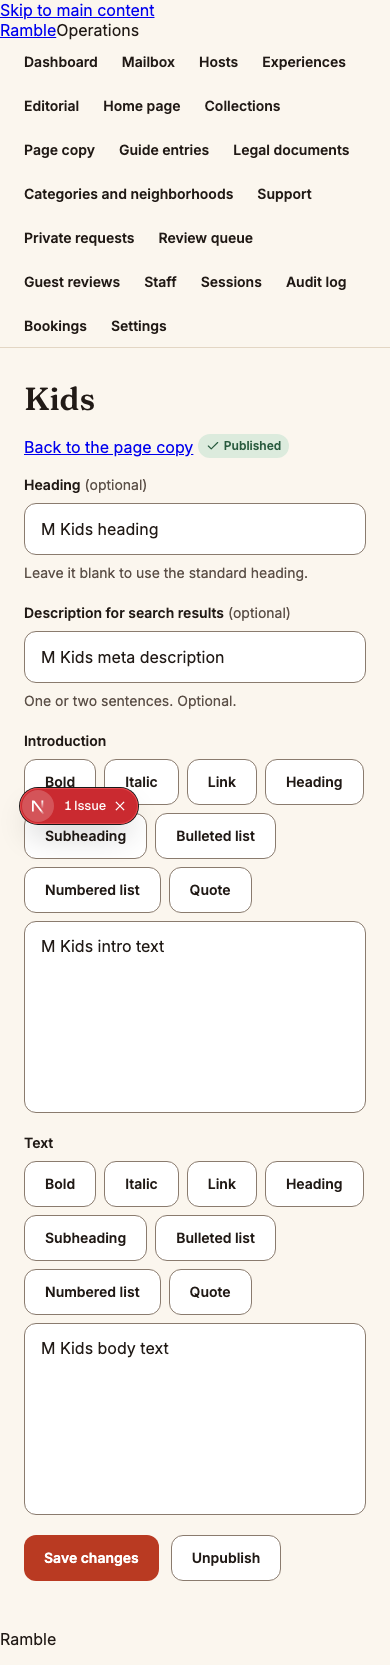 Skip to main content
RambleOperations
Dashboard Mailbox Hosts Experiences
Editorial Home page Collections
Page copy Guide entries Legal documents
Categories and neighborhoods Support
Private requests Review queue
Guest reviews Staff Sessions Audit log
Bookings Settings
Kids
Back to the page copy Published
Heading (optional)
M Kids heading
Leave it blank to use the standard heading.
Description for search results (optional)
M Kids meta description
One or two sentences. Optional.
Introduction
Bold Italic Link Heading
N 1 Issue
Subheading Bulleted list
Numbered list Quote
M Kids intro text
Text
Bold Italic Link Heading
Subheading Bulleted list
Numbered list Quote
M Kids body text
Save changes Unpublish
Ramble